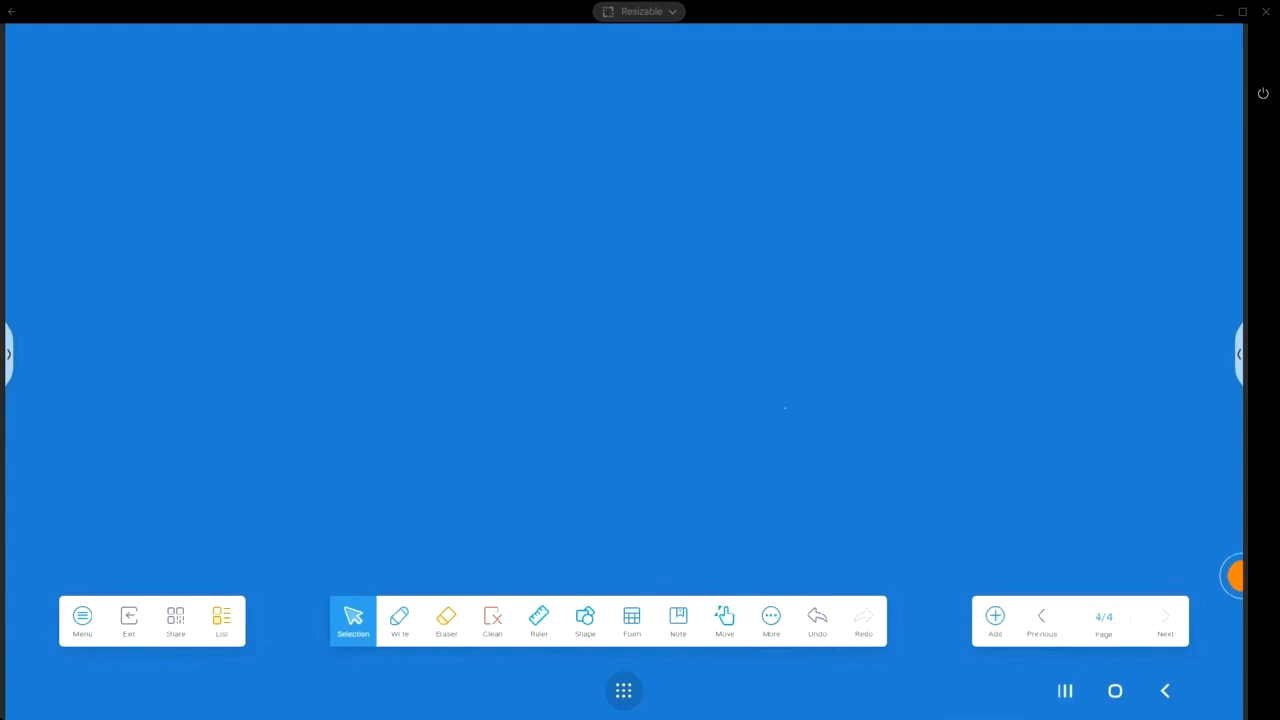 Resizable
Menu Exit Share List
Selection Write Eraser Clean Ruler Shape Form Note Move More Undo Redo
Add Previous 4/4 Page Next